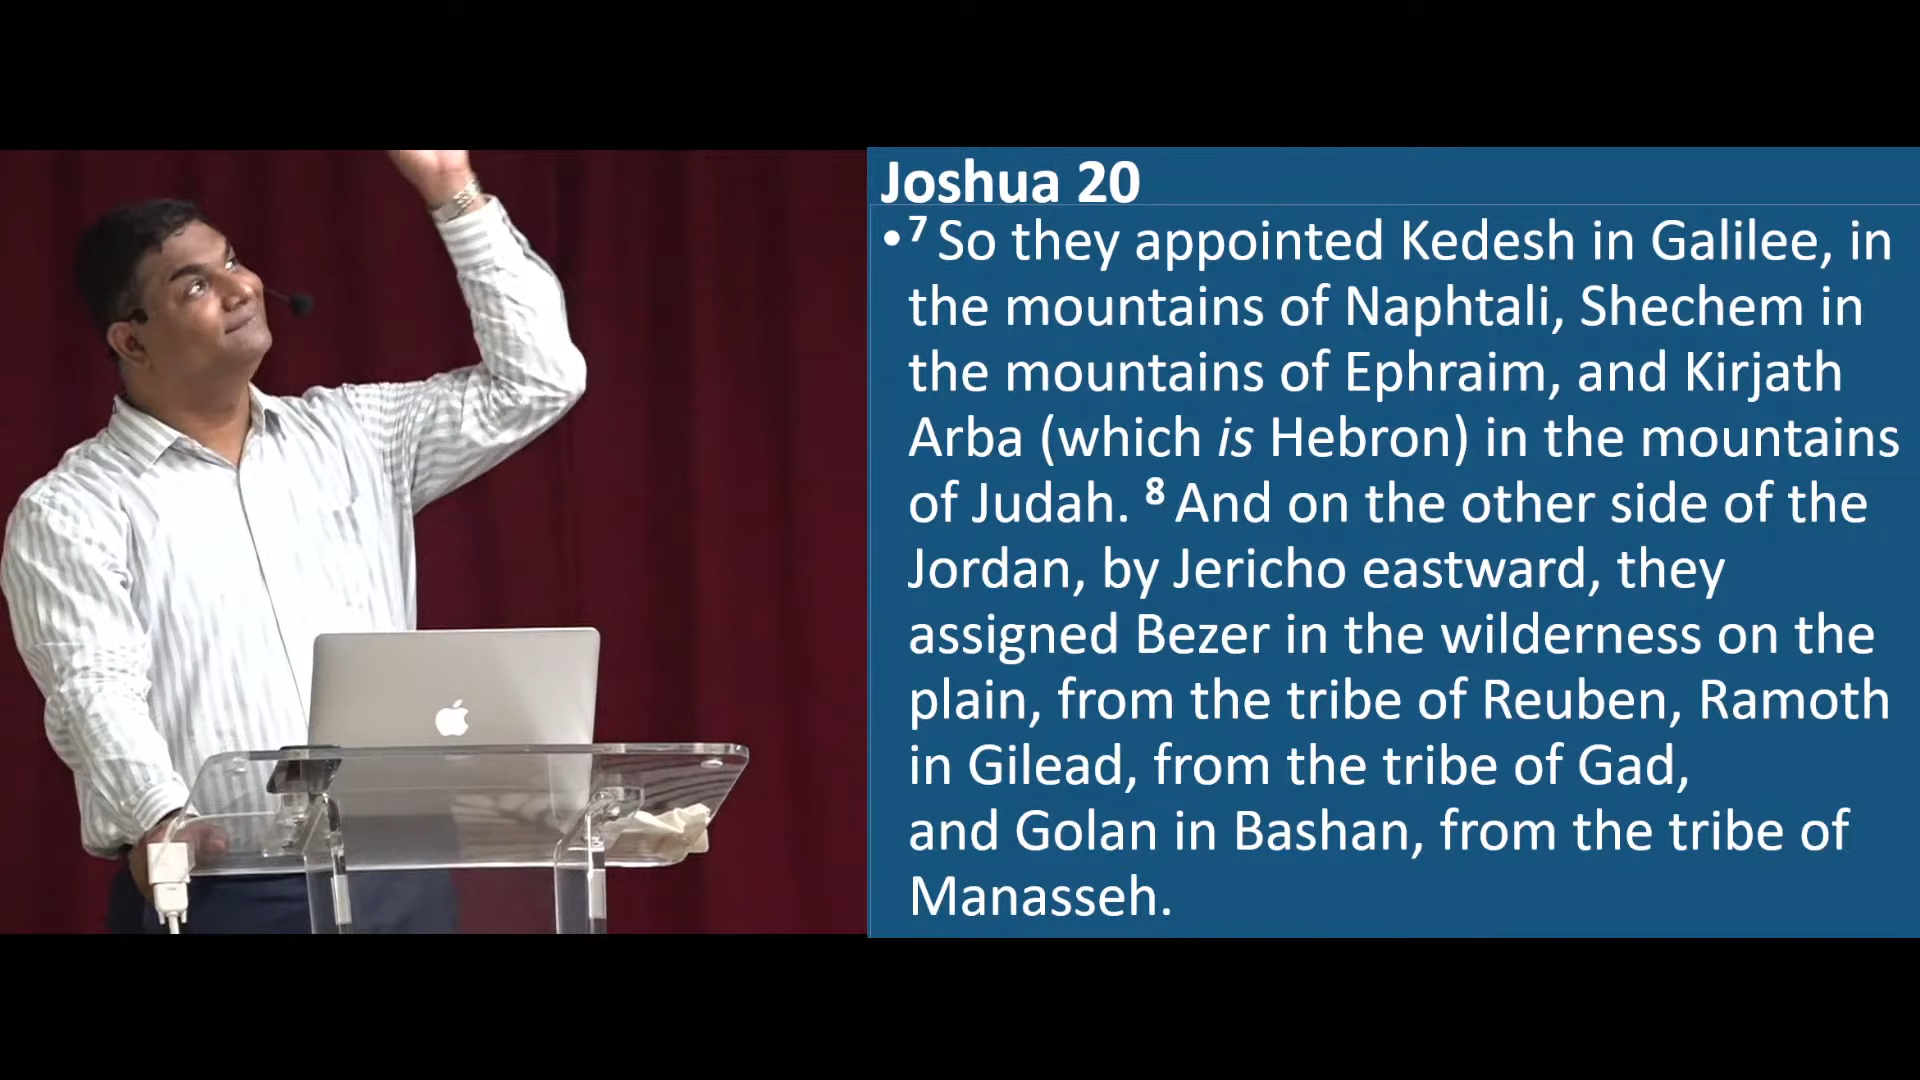 Joshua 20
• ⁷ So they appointed Kedesh in Galilee, in
the mountains of Naphtali, Shechem in
the mountains of Ephraim, and Kirjath
Arba (which is Hebron) in the mountains
of Judah. ⁸ And on the other side of the
Jordan, by Jericho eastward, they
assigned Bezer in the wilderness on the
plain, from the tribe of Reuben, Ramoth
in Gilead, from the tribe of Gad,
and Golan in Bashan, from the tribe of
Manasseh.